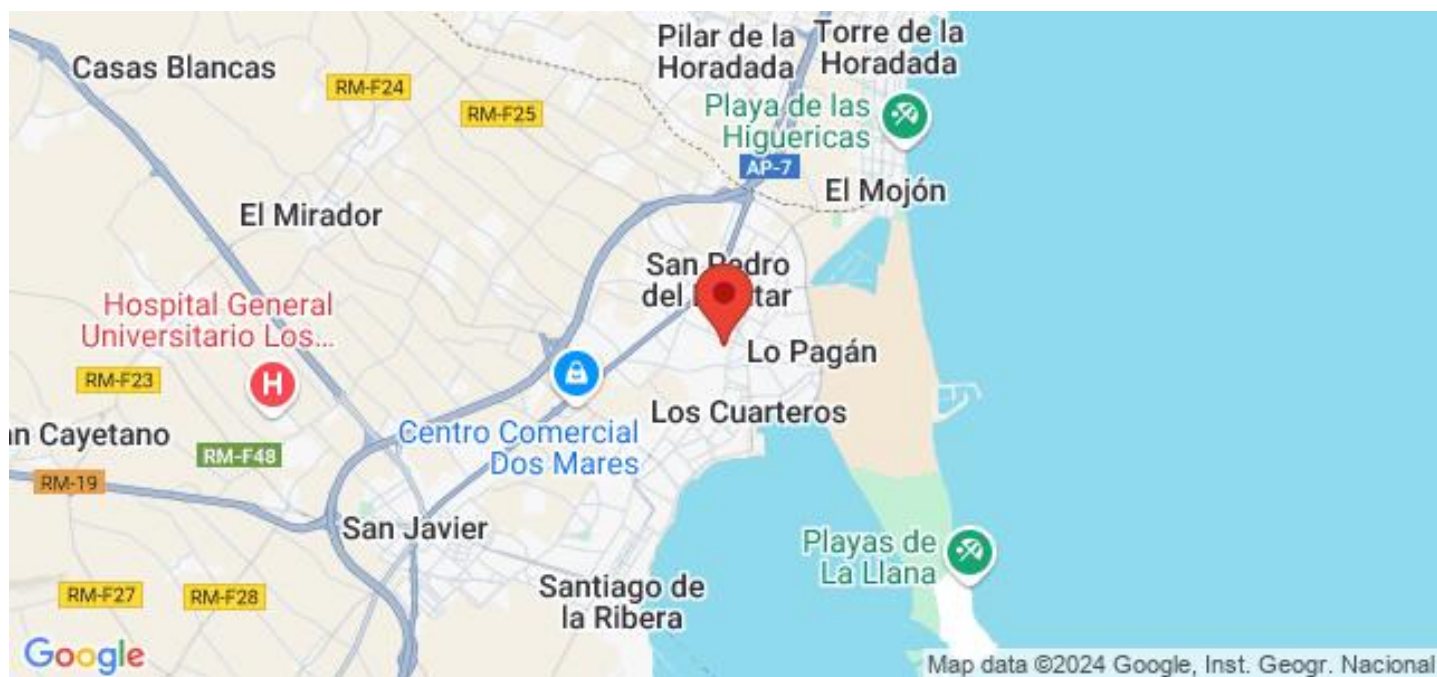 Pilar de la
Horadada
Torre de la
Horadada
Casas Blancas
RM-F24
RM-F25
Playa de las
Higuericas
AP-7
El Mojón
El Mirador
San Pedro
del
tar
Hospital General
Universitario Los...
H
Lo Pagán
RM-F23
Los Cuarteros
n Cayetano
RM-F48
Centro Comercial
Dos Mares
RM-19
San Javier
Playas de
La Llana
RM-F27
RM-F28
Santiago de
la Ribera
Google
Map data ©2024 Google, Inst. Geogr. Nacional